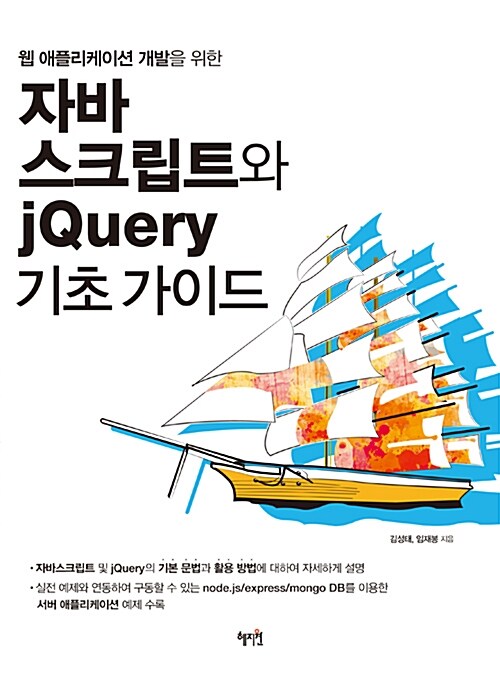 웹 애플리케이션 개발을 위한
자바
스크립트와
jQuery
기초 가이드
김성태, 임재봉 지음
• 자바스크립트 및 jQuery의 기본 문법과 활용 방법에 대하여 자세하게 설명
• 실전 예제와 연동하여 구동할 수 있는 node.js/express/mongo DB를 이용한
서버 애플리케이션 예제 수록
혜지원